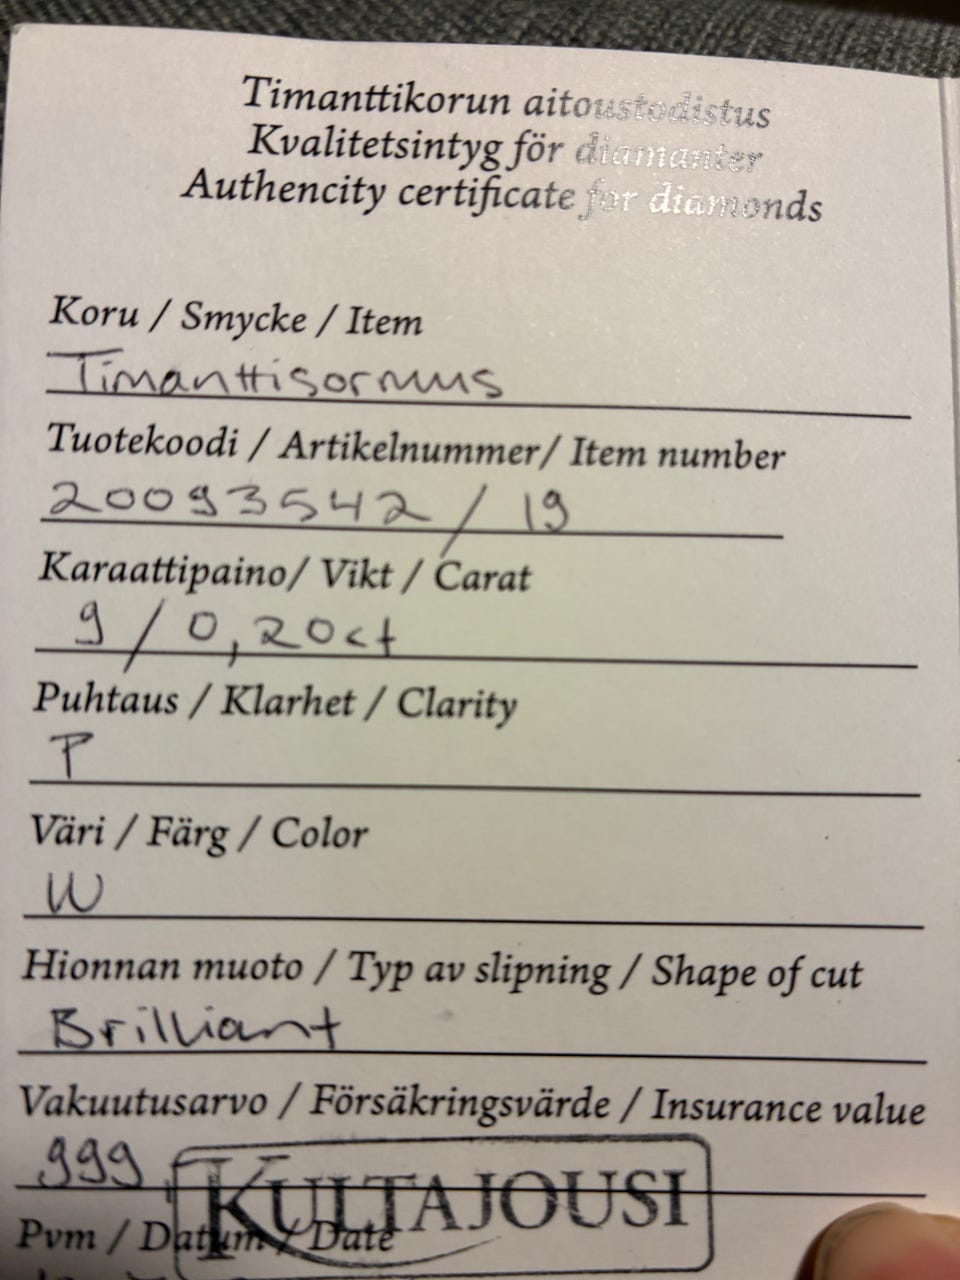 Timanttikorun aitoustodistus
Kvalitetsintyg för diamanter
Authencity certificate for diamonds
Koru / Smycke / Item
Timanttisormus
Tuotekoodi / Artikelnummer/ Item number
20093542 / 19
Karaattipaino/ Vikt / Carat
9 / 0,20ct
Puhtaus / Klarhet / Clarity
P
Väri / Färg / Color
W
Hionnan muoto / Typ av slipning / Shape of cut
Brilliant
Vakuutusarvo / Försäkringsvärde / Insurance value
999,
KULTAJOUSI
Pvm / Datum / Date